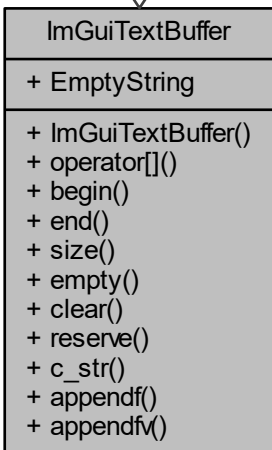 ImGuiTextBuffer
+ EmptyString
+ ImGuiTextBuffer()
+ operator[]()
+ begin()
+ end()
+ size()
+ empty()
+ clear()
+ reserve()
+ c_str()
+ appendf()
+ appendfv()